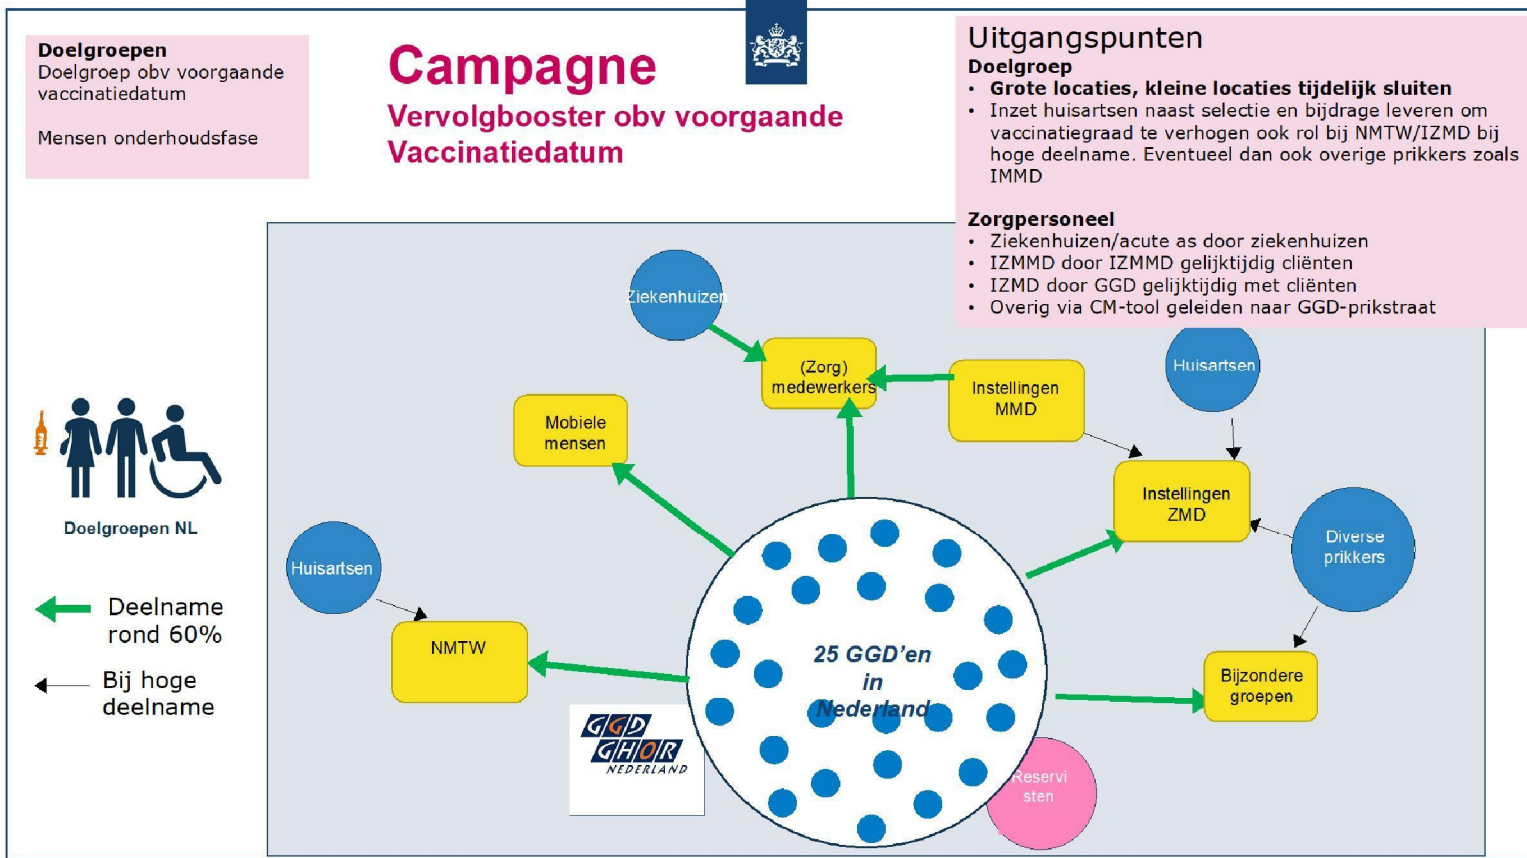 Doelgroepen
Doelgroep obv voorgaande
vaccinatiedatum
Mensen onderhoudsfase
Campagne
Vervolgbooster obv voorgaande
Vaccinatiedatum
Uitgangspunten
Doelgroep
• Grote locaties, kleine locaties tijdelijk sluiten
• Inzet huisartsen naast selectie en bijdrage leveren om
vaccinatiegraad te verhogen ook rol bij NMTW/IZMD bij
hoge deelname. Eventueel dan ook overige prikkers zoals
IMMD
Zorgpersoneel
• Ziekenhuizen/acute as door ziekenhuizen
• IZMMD door IZMMD gelijktijdig cliënten
• IZMD door GGD gelijktijdig met cliënten
• Overig via CM-tool geleiden naar GGD-prikstraat
Ziekenhuizen
(Zorg)
medewerkers
Instellingen
MMD
Huisartsen
Mobiele
mensen
Instellingen
ZMD
Diverse
prikkers
Doelgroepen NL
Huisartsen
Deelname
rond 60%
NMTW
25 GGD'en
in
Nederland
Bijzondere
groepen
Bij hoge
deelname
GGD
GHOR
NEDERLAND
Reservi
sten